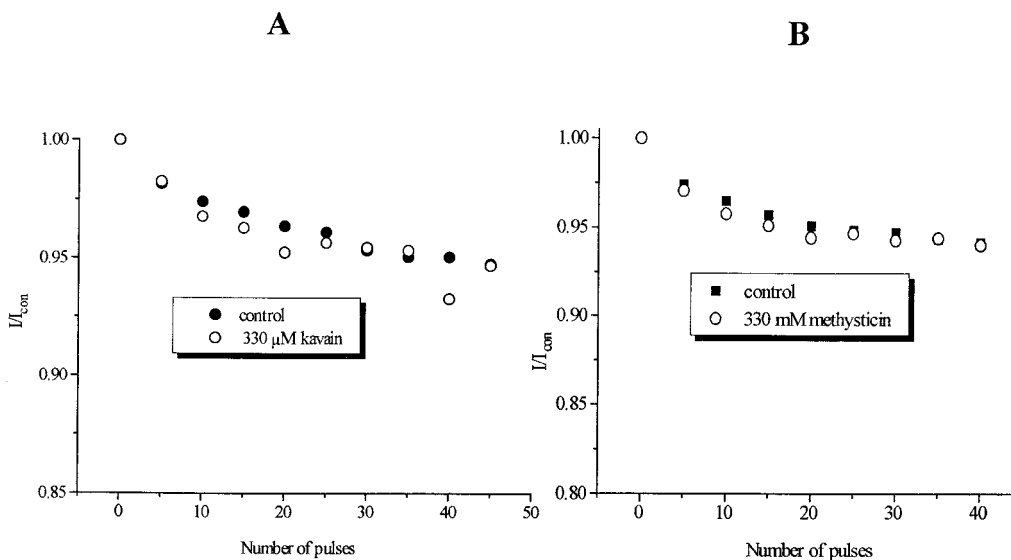 A
1.00
0.95
0.90
0.85
I/I_con
control
330 μM kavain
0 10 20 30 40 50
Number of pulses
B
1.00
0.95
0.90
0.85
0.80
I/I_con
control
330 mM methysticin
0 10 20 30 40
Number of pulses